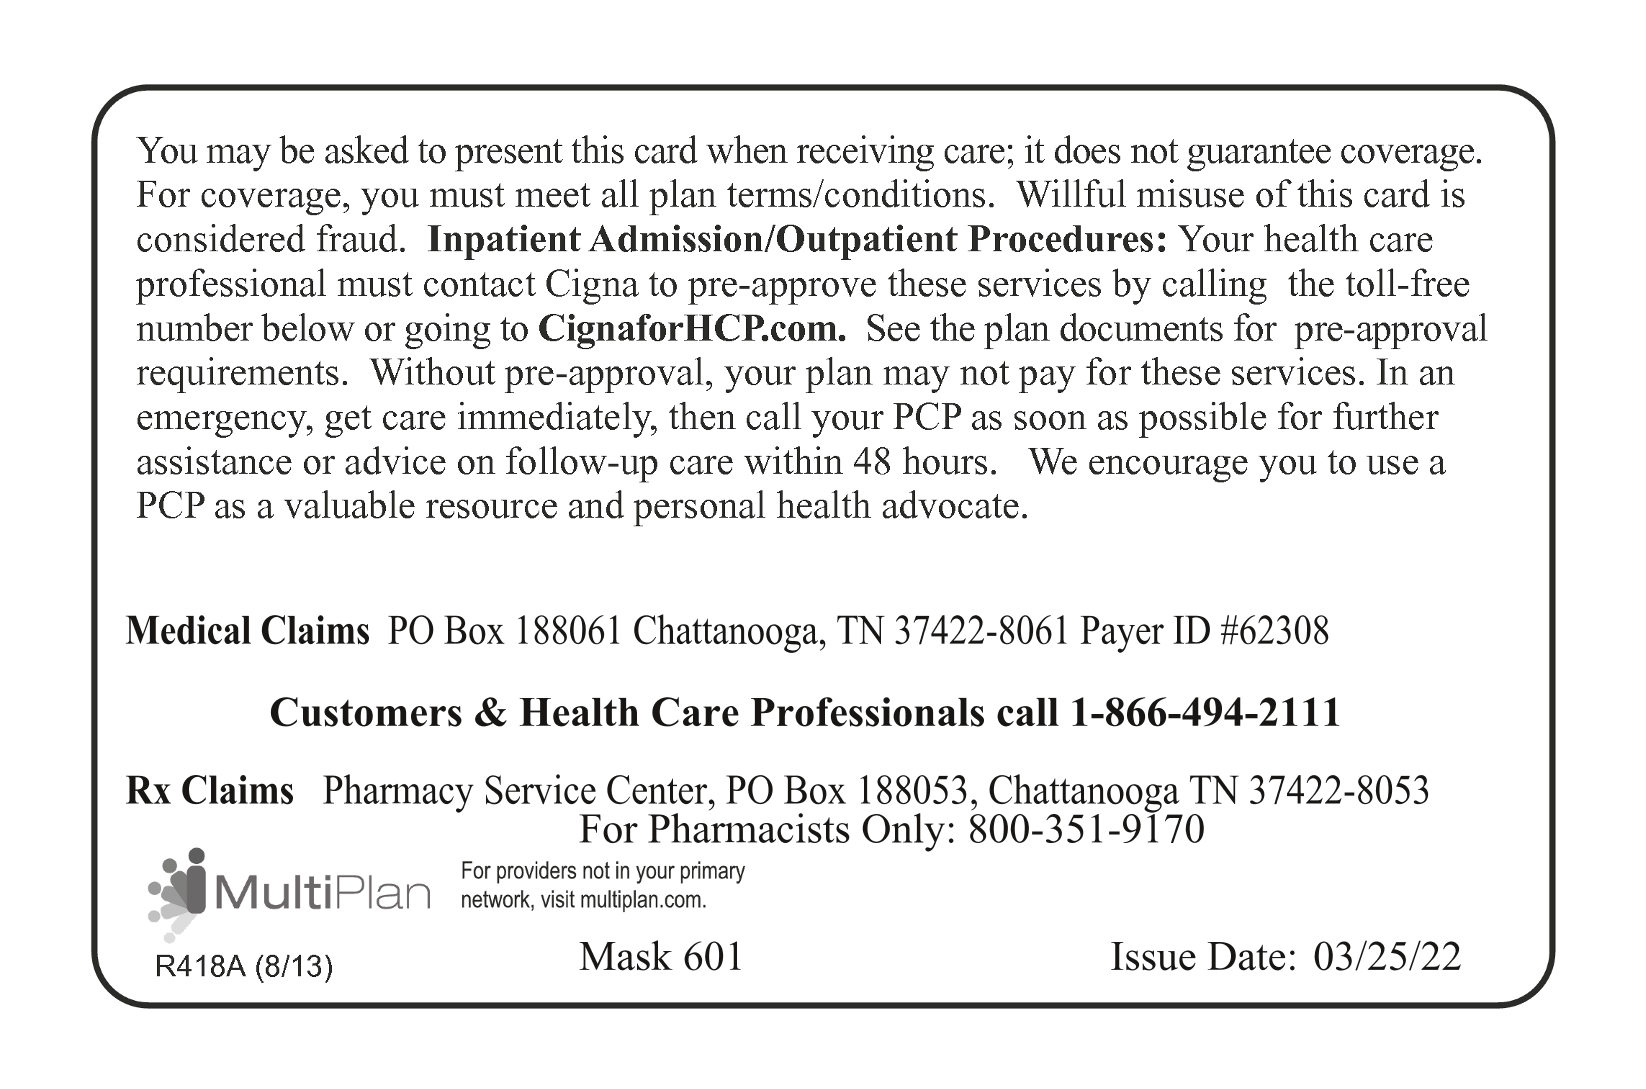 You may be asked to present this card when receiving care; it does not guarantee coverage.
For coverage, you must meet all plan terms/conditions.  Willful misuse of this card is
considered fraud.  Inpatient Admission/Outpatient Procedures: Your health care
professional must contact Cigna to pre-approve these services by calling  the toll-free
number below or going to CignaforHCP.com.  See the plan documents for  pre-approval
requirements.  Without pre-approval, your plan may not pay for these services. In an
emergency, get care immediately, then call your PCP as soon as possible for further
assistance or advice on follow-up care within 48 hours.   We encourage you to use a
PCP as a valuable resource and personal health advocate.
Medical Claims  PO Box 188061 Chattanooga, TN 37422-8061 Payer ID #62308
Customers & Health Care Professionals call 1-866-494-2111
Rx Claims   Pharmacy Service Center, PO Box 188053, Chattanooga TN 37422-8053
For Pharmacists Only: 800-351-9170
MultiPlan
For providers not in your primary
network, visit multiplan.com.
R418A (8/13)
Mask 601
Issue Date:  03/25/22